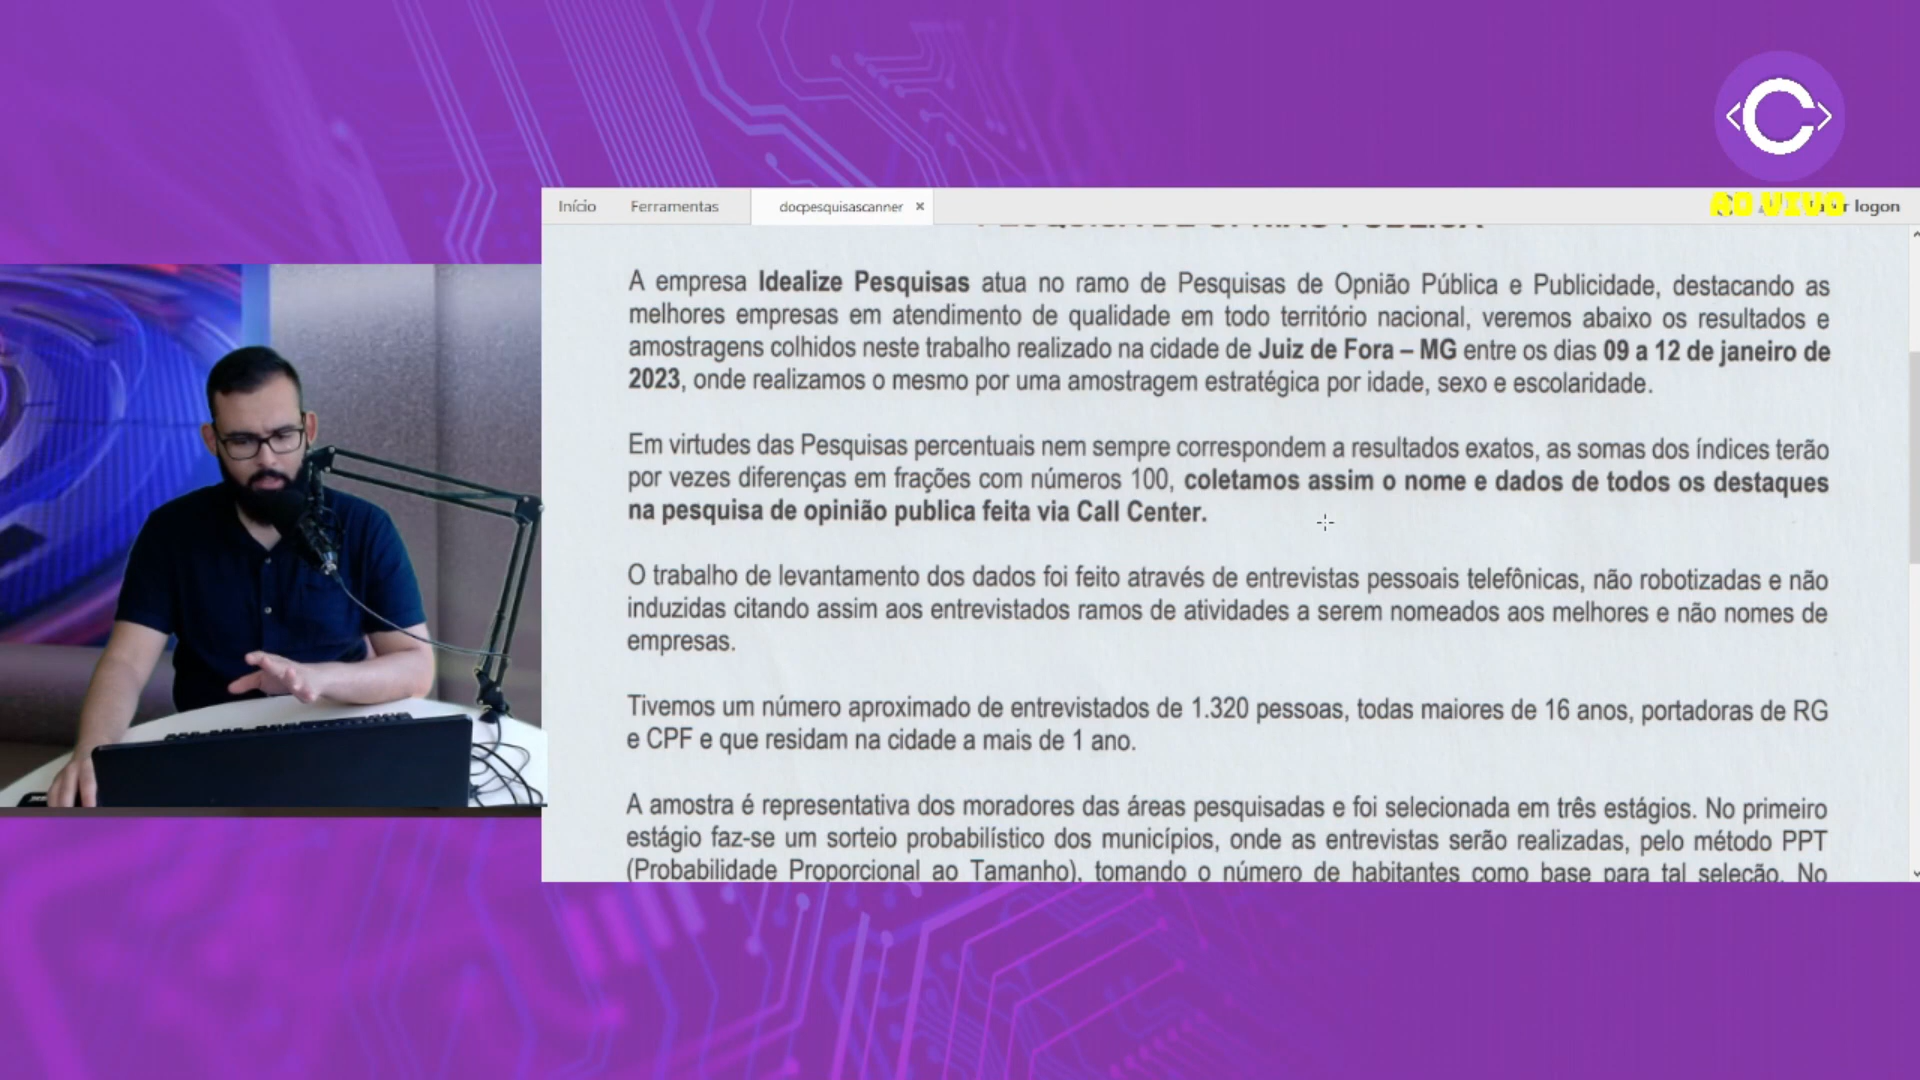 C
AO VIVO
Início Ferramentas docpesquisascanner × logon
PESQUISA DE OPNIÃO PÚBLICA
A empresa Idealize Pesquisas atua no ramo de Pesquisas de Opnião Pública e Publicidade, destacando as
melhores empresas em atendimento de qualidade em todo território nacional, veremos abaixo os resultados e
amostragens colhidos neste trabalho realizado na cidade de Juiz de Fora – MG entre os dias 09 a 12 de janeiro de
2023, onde realizamos o mesmo por uma amostragem estratégica por idade, sexo e escolaridade.
Em virtudes das Pesquisas percentuais nem sempre correspondem a resultados exatos, as somas dos índices terão
por vezes diferenças em frações com números 100, coletamos assim o nome e dados de todos os destaques
na pesquisa de opinião publica feita via Call Center.
O trabalho de levantamento dos dados foi feito através de entrevistas pessoais telefônicas, não robotizadas e não
induzidas citando assim aos entrevistados ramos de atividades a serem nomeados aos melhores e não nomes de
empresas.
Tivemos um número aproximado de entrevistados de 1.320 pessoas, todas maiores de 16 anos, portadoras de RG
e CPF e que residam na cidade a mais de 1 ano.
A amostra é representativa dos moradores das áreas pesquisadas e foi selecionada em três estágios. No primeiro
estágio faz-se um sorteio probabilístico dos municípios, onde as entrevistas serão realizadas, pelo método PPT
(Probabilidade Proporcional ao Tamanho), tomando o número de habitantes como base para tal seleção. No